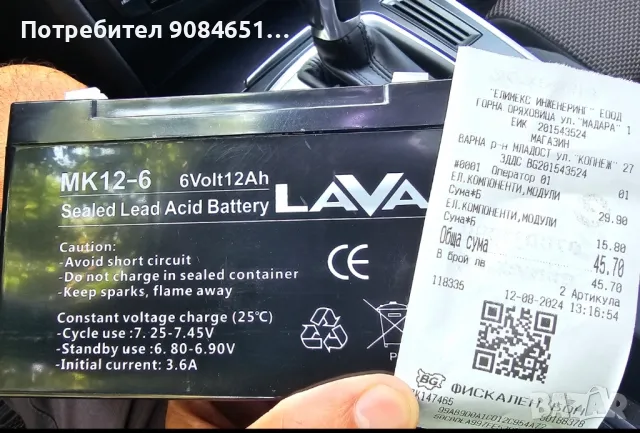 Потребител 9084651...
MK12-6 6Volt12Ah
Sealed Lead Acid Battery
LAVA
Caution:
-Avoid short circuit
-Do not charge in sealed container
-Keep sparks, flame away
Constant voltage charge (25℃)
-Cycle use :7. 25-7.45V
-Standby use :6. 80-6.90V
-Initial current: 3.6A
CE
Pb
"ЕЛИМЕКС ИНЖЕНЕРИНГ" ЕООД
ГОРНА ОРЯХОВИЦА ул."МАДАРА" 1
ЕИК 201543524
МАГАЗИН
ВАРНА р-н МЛАДОСТ ул. "КОПНЕЖ" 27
ЗДДС BG201543524
#0001 Оператор 01 01
ЕЛ.КОМПОНЕНТИ,МОДУЛИ
Сума*Б 29.90
ЕЛ.КОМПОНЕНТИ,МОДУЛИ
Сума*Б 15.80
Обща сума 45.70
В БРОЙ лв 45.70
2 Артикула
118335 12-08-2024 13:16:54
BG ФИСКАЛЕН